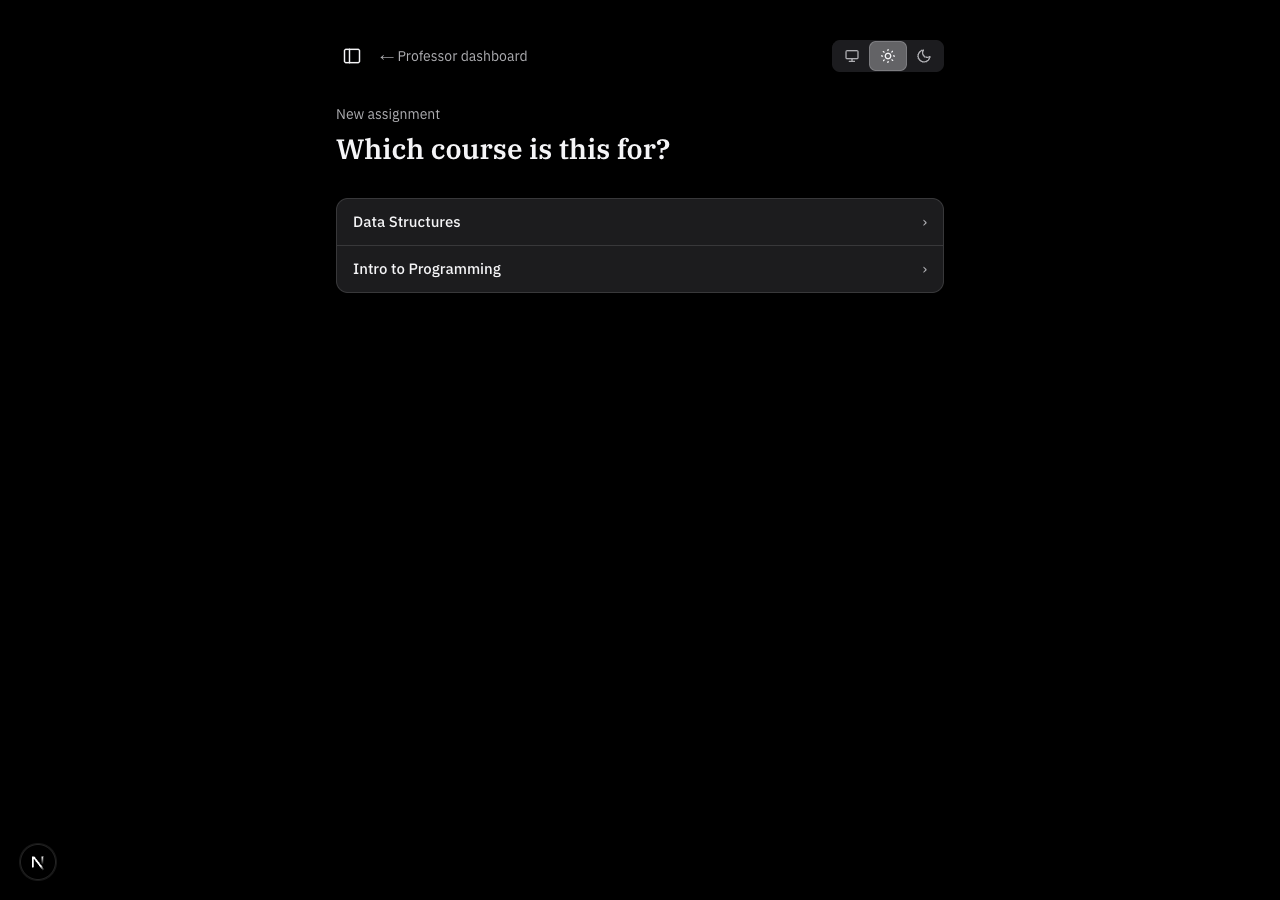 ← Professor dashboard
New assignment
Which course is this for?
Data Structures ›
Intro to Programming ›
N